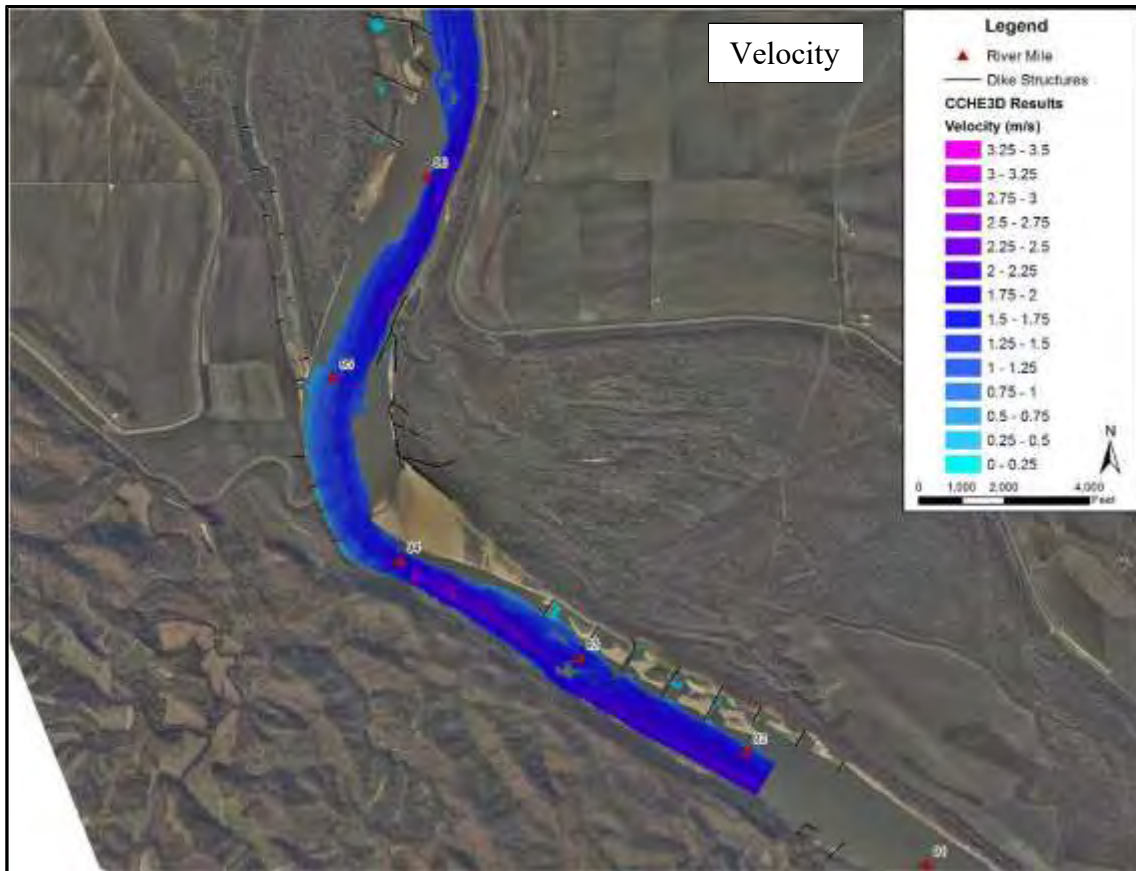 Velocity
Legend
River Mile
Dike Structures
CCHE3D Results
Velocity (m/s)
3.25 - 3.5
3 - 3.25
2.75 - 3
2.5 - 2.75
2.25 - 2.5
2 - 2.25
1.75 - 2
1.5 - 1.75
1.25 - 1.5
1 - 1.25
0.75 - 1
0.5 - 0.75
0.25 - 0.5
0 - 0.25
N
0 1,000 2,000 4,000
Feet